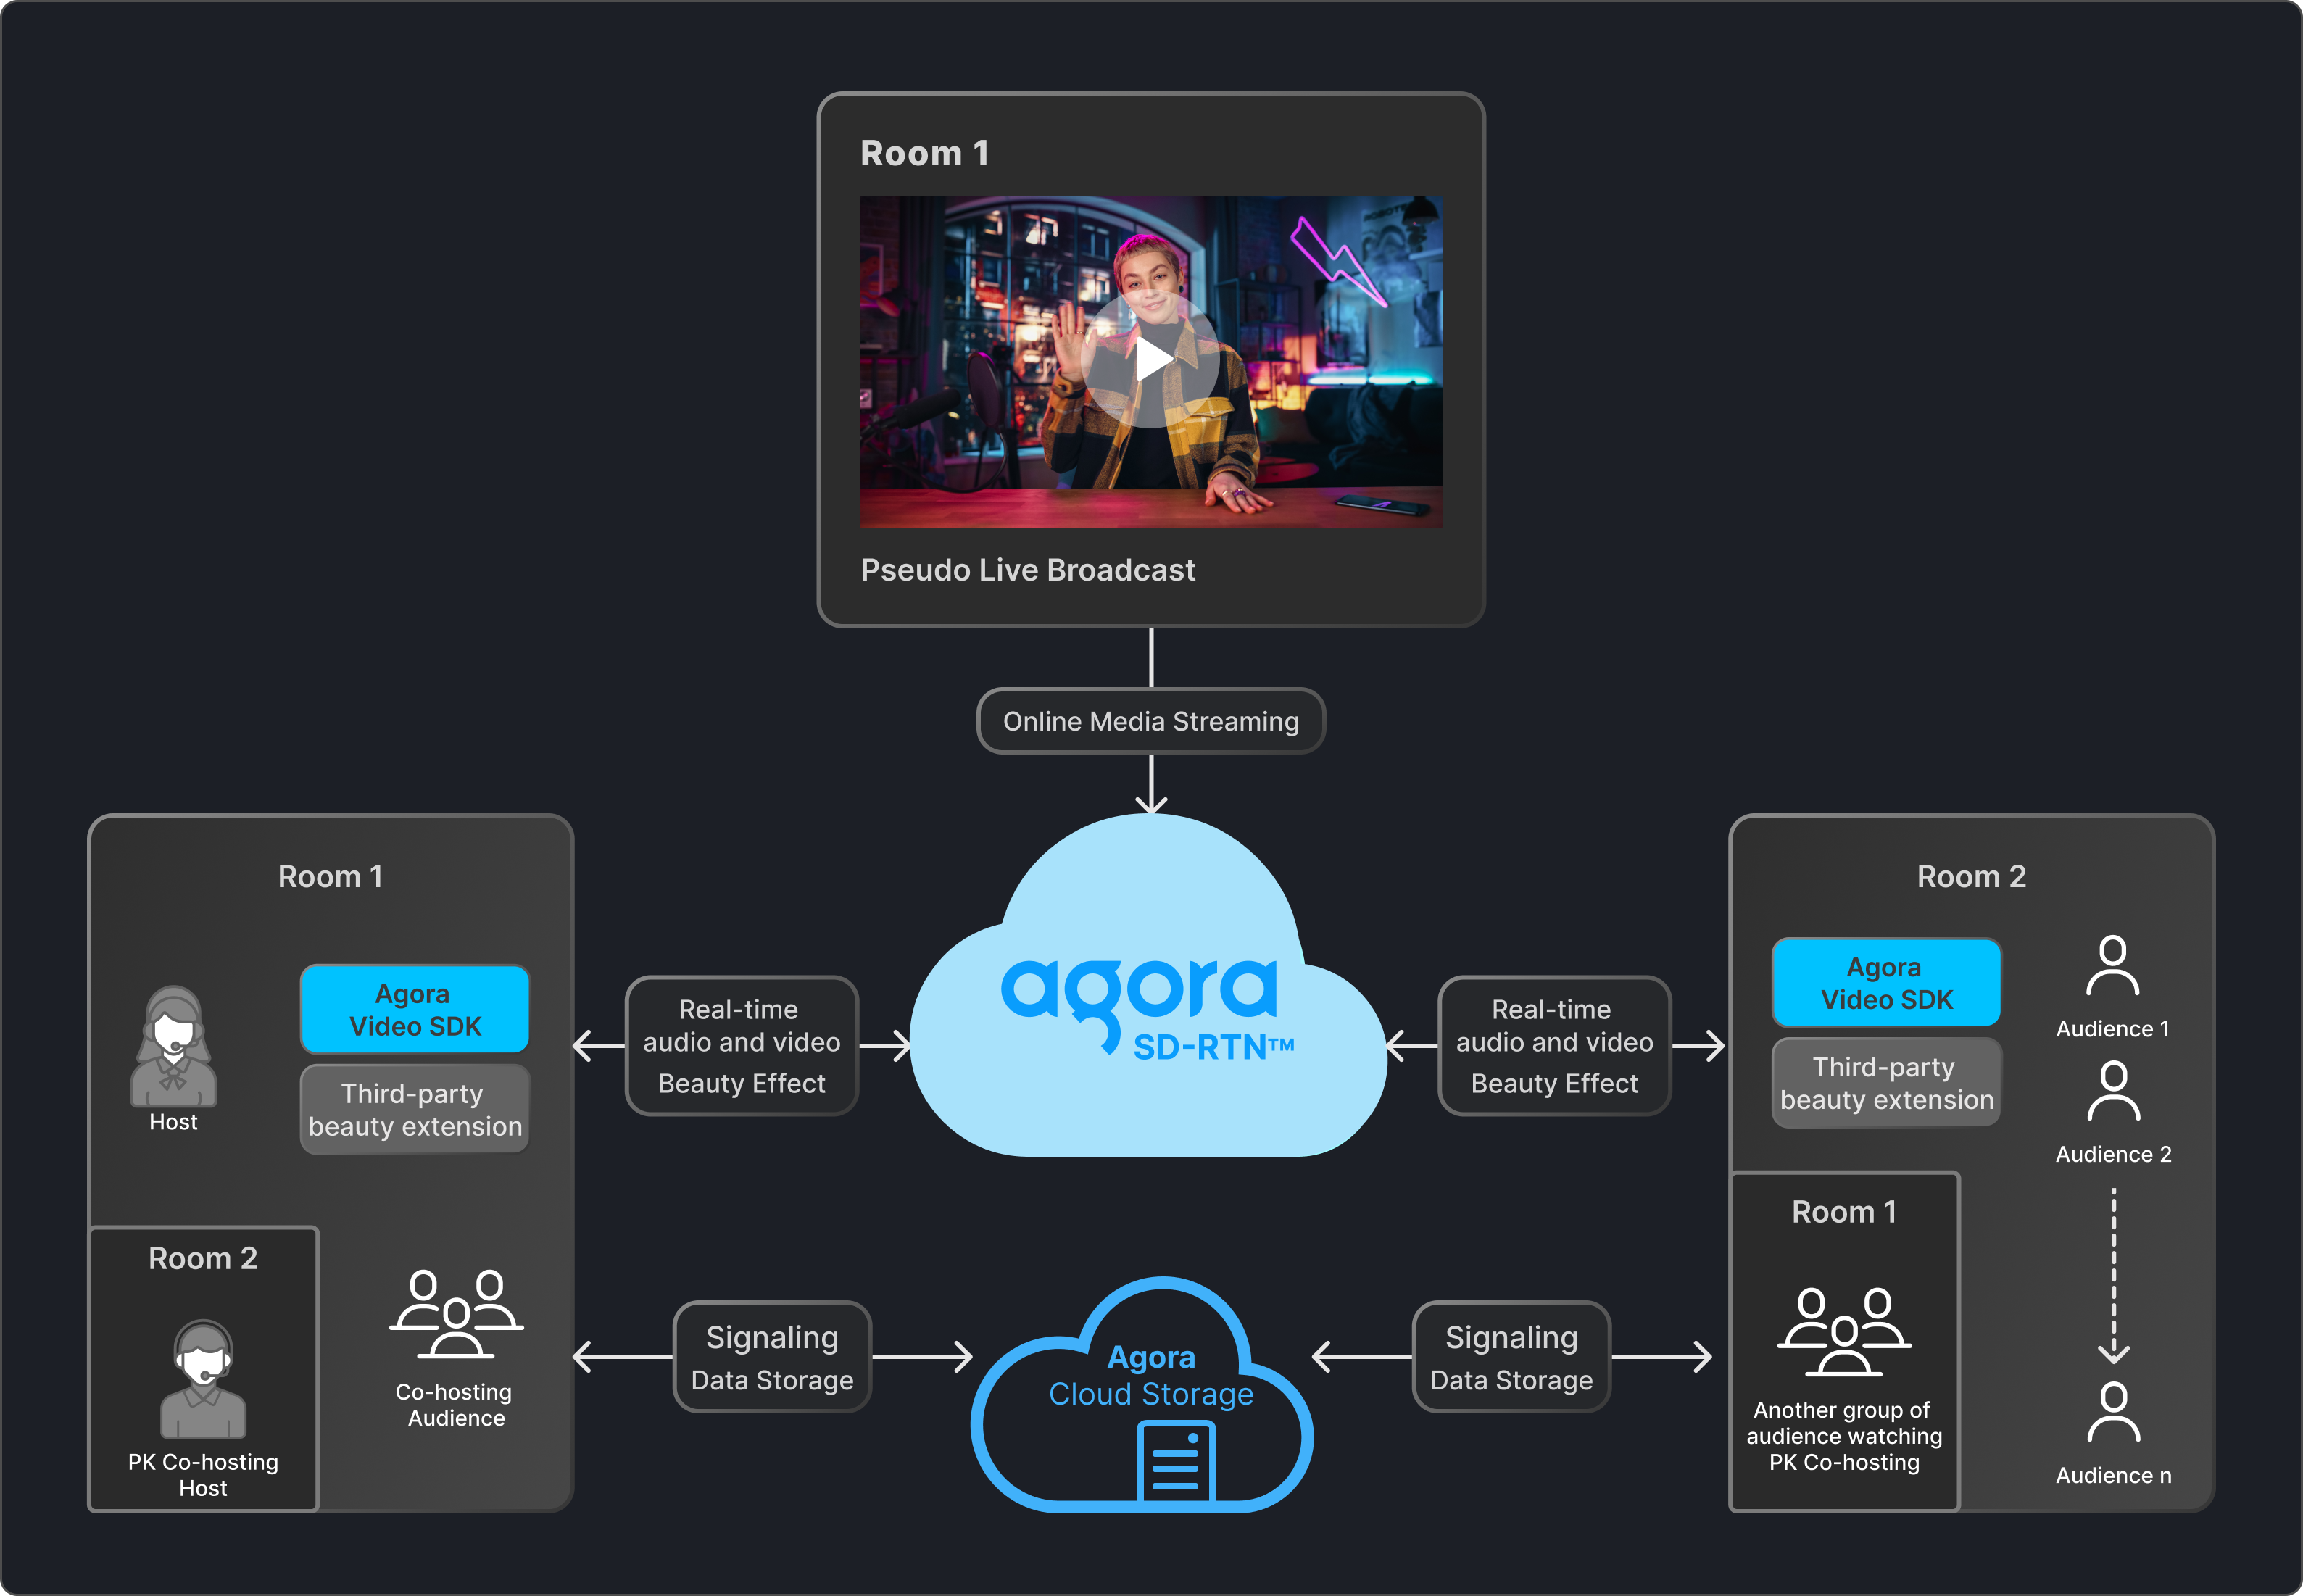 Room 1
Pseudo Live Broadcast
Online Media Streaming
Room 1
Host
Agora
Video SDK
Third-party
beauty extension
Room 2
PK Co-hosting
Host
Co-hosting
Audience
Real-time
audio and video
Beauty Effect
agora
SD-RTN™
Real-time
audio and video
Beauty Effect
Signaling
Data Storage
Agora
Cloud Storage
Signaling
Data Storage
Room 2
Agora
Video SDK
Third-party
beauty extension
Audience 1
Audience 2
Audience n
Room 1
Another group of
audience watching
PK Co-hosting